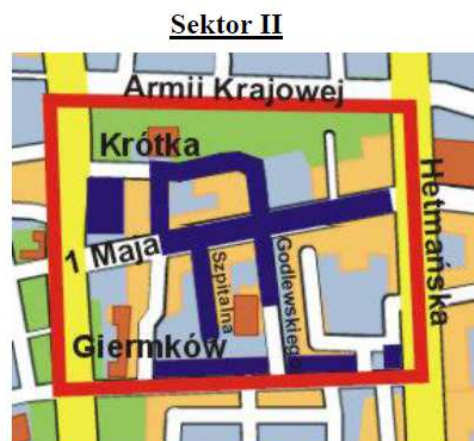 Sektor II
Armii Krajowej
Krótka
Hetmańska
1 Maja
Szpitalna
Godlewskiego
Giermków